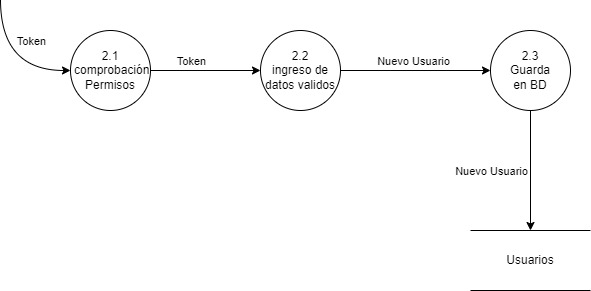 Token
2.1
comprobación
Permisos
Token
2.2
ingreso de
datos validos
Nuevo Usuario
2.3
Guarda
en BD
Nuevo Usuario
Usuarios